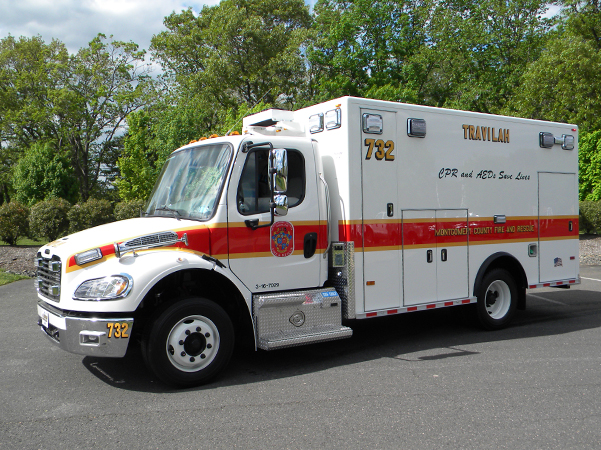 TRAVILAH
732
CPR and AEDs Save Lives
MONTGOMERY COUNTY FIRE AND RESCUE
732